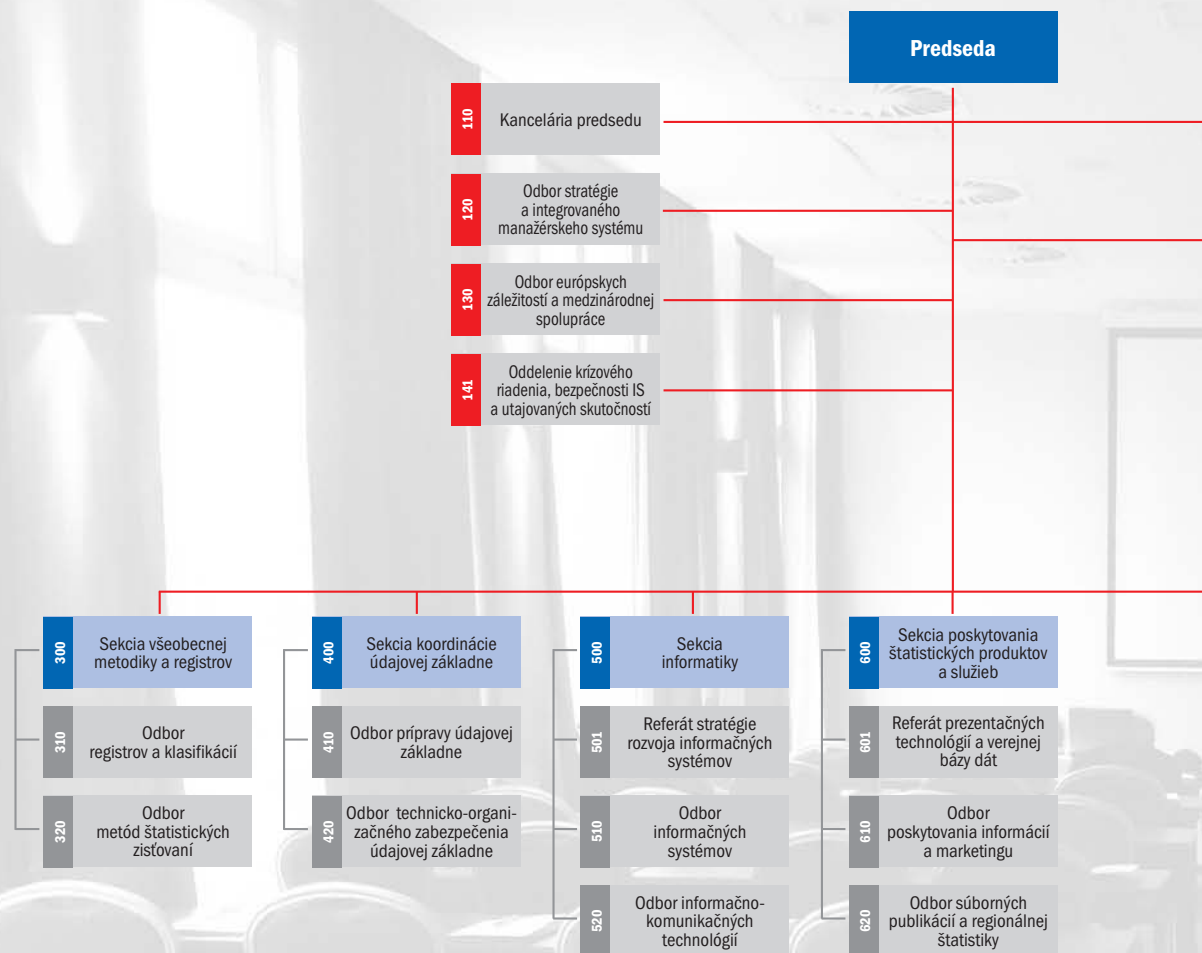 Predseda
110
Kancelária predsedu
120
Odbor stratégie
a integrovaného
manažérskeho systému
130
Odbor európskych
záležitostí a medzinárodnej
spolupráce
141
Oddelenie krízového
riadenia, bezpečnosti IS
a utajovaných skutočností
300
Sekcia všeobecnej
metodiky a registrov
310
Odbor
registrov a klasifikácií
320
Odbor
metód štatistických
zisťovaní
400
Sekcia koordinácie
údajovej základne
410
Odbor prípravy údajovej
základne
420
Odbor technicko-organi-
začného zabezpečenia
údajovej základne
500
Sekcia
informatiky
501
Referát stratégie
rozvoja informačných
systémov
510
Odbor
informačných
systémov
520
Odbor informačno-
komunikačných
technológií
600
Sekcia poskytovania
štatistických produktov
a služieb
601
Referát prezentačných
technológií a verejnej
bázy dát
610
Odbor
poskytovania informácií
a marketingu
620
Odbor súborných
publikácií a regionálnej
štatistiky